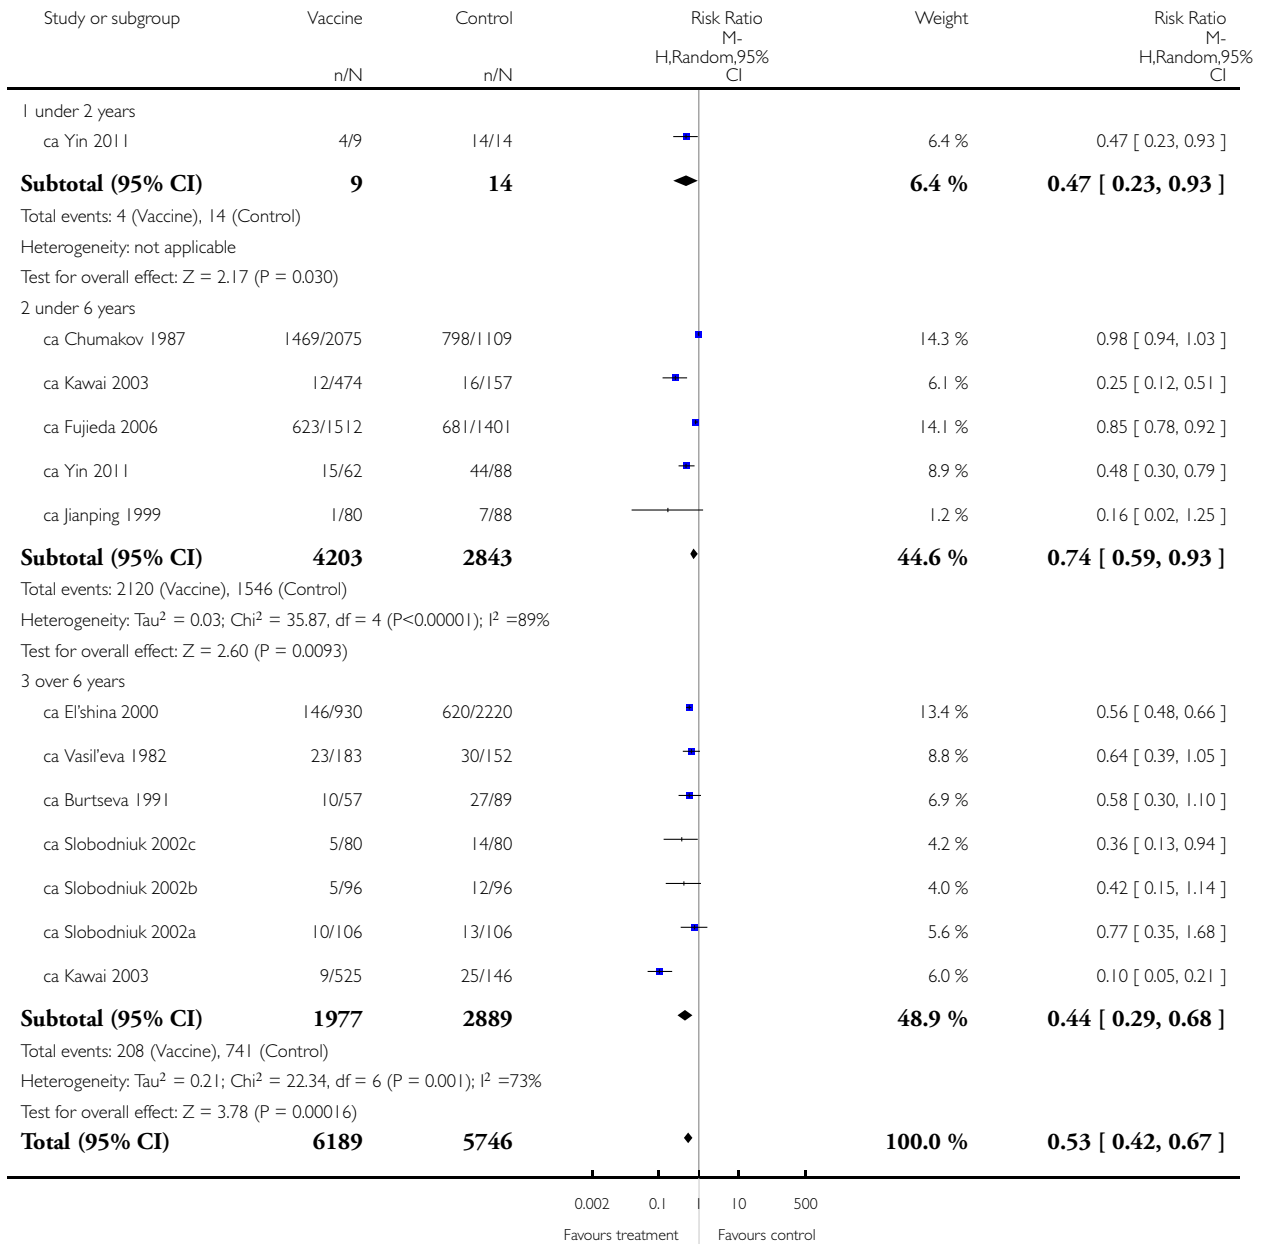 Study or subgroup Vaccine Control Risk Ratio Weight Risk Ratio
M- M-
H,Random,95% H,Random,95%
n/N n/N CI CI
1 under 2 years
ca Yin 2011 4/9 14/14 6.4 % 0.47 [ 0.23, 0.93 ]
Subtotal (95% CI) 9 14 6.4 % 0.47 [ 0.23, 0.93 ]
Total events: 4 (Vaccine), 14 (Control)
Heterogeneity: not applicable
Test for overall effect: Z = 2.17 (P = 0.030)
2 under 6 years
ca Chumakov 1987 1469/2075 798/1109 14.3 % 0.98 [ 0.94, 1.03 ]
ca Kawai 2003 12/474 16/157 6.1 % 0.25 [ 0.12, 0.51 ]
ca Fujieda 2006 623/1512 681/1401 14.1 % 0.85 [ 0.78, 0.92 ]
ca Yin 2011 15/62 44/88 8.9 % 0.48 [ 0.30, 0.79 ]
ca Jianping 1999 1/80 7/88 1.2 % 0.16 [ 0.02, 1.25 ]
Subtotal (95% CI) 4203 2843 44.6 % 0.74 [ 0.59, 0.93 ]
Total events: 2120 (Vaccine), 1546 (Control)
Heterogeneity: Tau² = 0.03; Chi² = 35.87, df = 4 (P<0.00001); I² =89%
Test for overall effect: Z = 2.60 (P = 0.0093)
3 over 6 years
ca El'shina 2000 146/930 620/2220 13.4 % 0.56 [ 0.48, 0.66 ]
ca Vasil'eva 1982 23/183 30/152 8.8 % 0.64 [ 0.39, 1.05 ]
ca Burtseva 1991 10/57 27/89 6.9 % 0.58 [ 0.30, 1.10 ]
ca Slobodniuk 2002c 5/80 14/80 4.2 % 0.36 [ 0.13, 0.94 ]
ca Slobodniuk 2002b 5/96 12/96 4.0 % 0.42 [ 0.15, 1.14 ]
ca Slobodniuk 2002a 10/106 13/106 5.6 % 0.77 [ 0.35, 1.68 ]
ca Kawai 2003 9/525 25/146 6.0 % 0.10 [ 0.05, 0.21 ]
Subtotal (95% CI) 1977 2889 48.9 % 0.44 [ 0.29, 0.68 ]
Total events: 208 (Vaccine), 741 (Control)
Heterogeneity: Tau² = 0.21; Chi² = 22.34, df = 6 (P = 0.001); I² =73%
Test for overall effect: Z = 3.78 (P = 0.00016)
Total (95% CI) 6189 5746 100.0 % 0.53 [ 0.42, 0.67 ]
0.002 0.1 1 10 500
Favours treatment Favours control